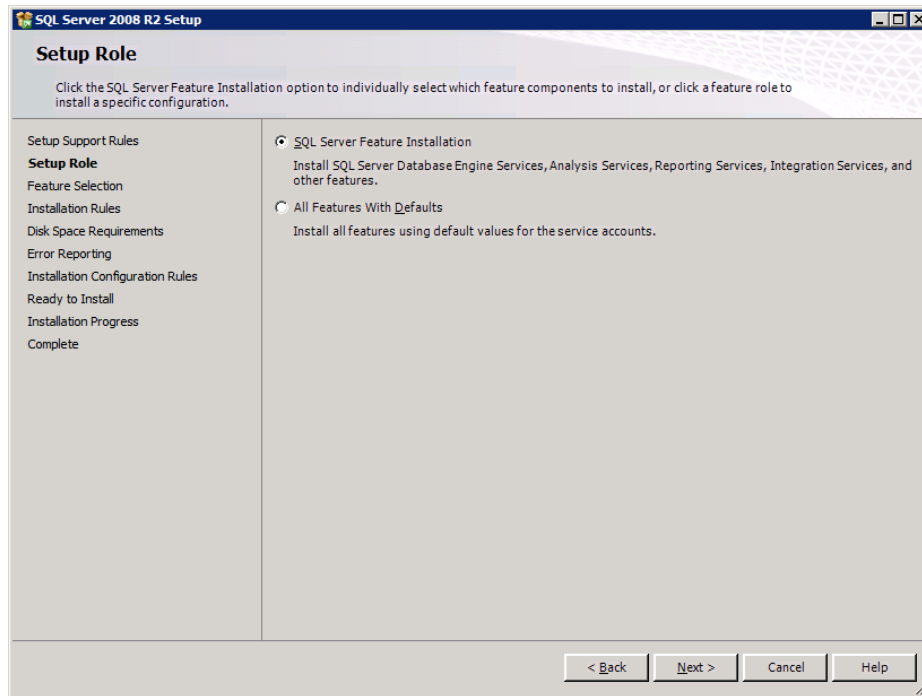 SQL Server 2008 R2 Setup
Setup Role
Click the SQL Server Feature Installation option to individually select which feature components to install, or click a feature role to
install a specific configuration.
Setup Support Rules
Setup Role
Feature Selection
Installation Rules
Disk Space Requirements
Error Reporting
Installation Configuration Rules
Ready to Install
Installation Progress
Complete
SQL Server Feature Installation
Install SQL Server Database Engine Services, Analysis Services, Reporting Services, Integration Services, and
other features.
All Features With Defaults
Install all features using default values for the service accounts.
< Back
Next >
Cancel
Help